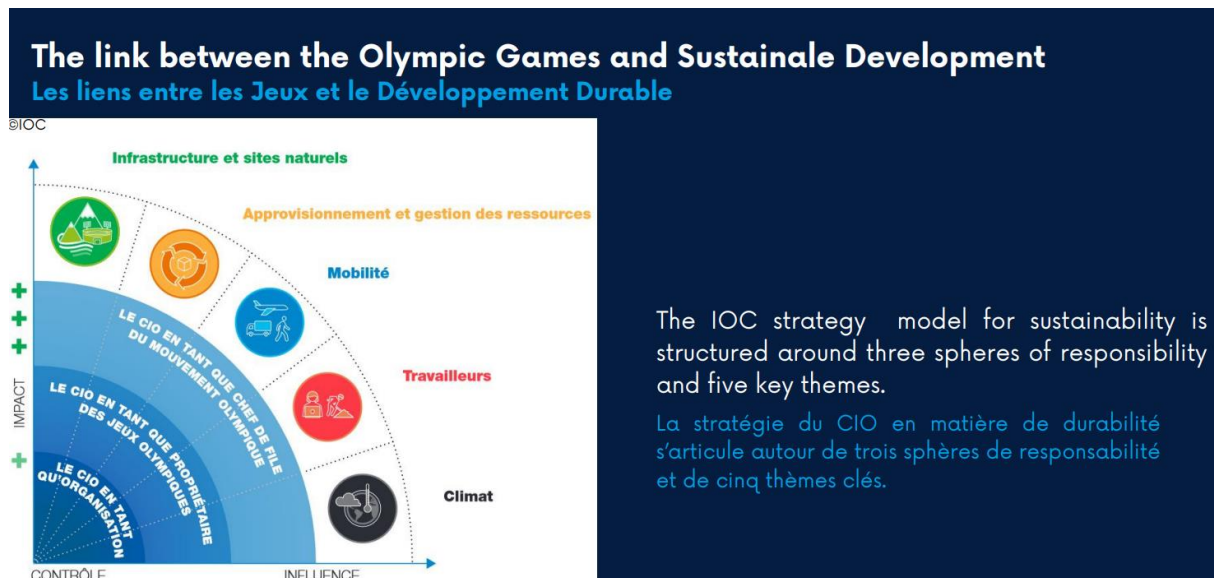 The link between the Olympic Games and Sustainale Development
Les liens entre les Jeux et le Développement Durable
©IOC
Infrastructure et sites naturels
Approvisionnement et gestion des ressources
Mobilité
Travailleurs
Climat
+
+
+
IMPACT
+
LE CIO EN TANT QUE CHEF DE FILE
DU MOUVEMENT OLYMPIQUE
LE CIO EN TANT QUE PROPRIÉTAIRE
DES JEUX OLYMPIQUES
LE CIO EN TANT
QU'ORGANISATION
CONTRÔLE
INFLUENCE
The IOC strategy model for sustainability is
structured around three spheres of responsibility
and five key themes.
La stratégie du CIO en matière de durabilité
s’articule autour de trois sphères de responsabilité
et de cinq thèmes clés.